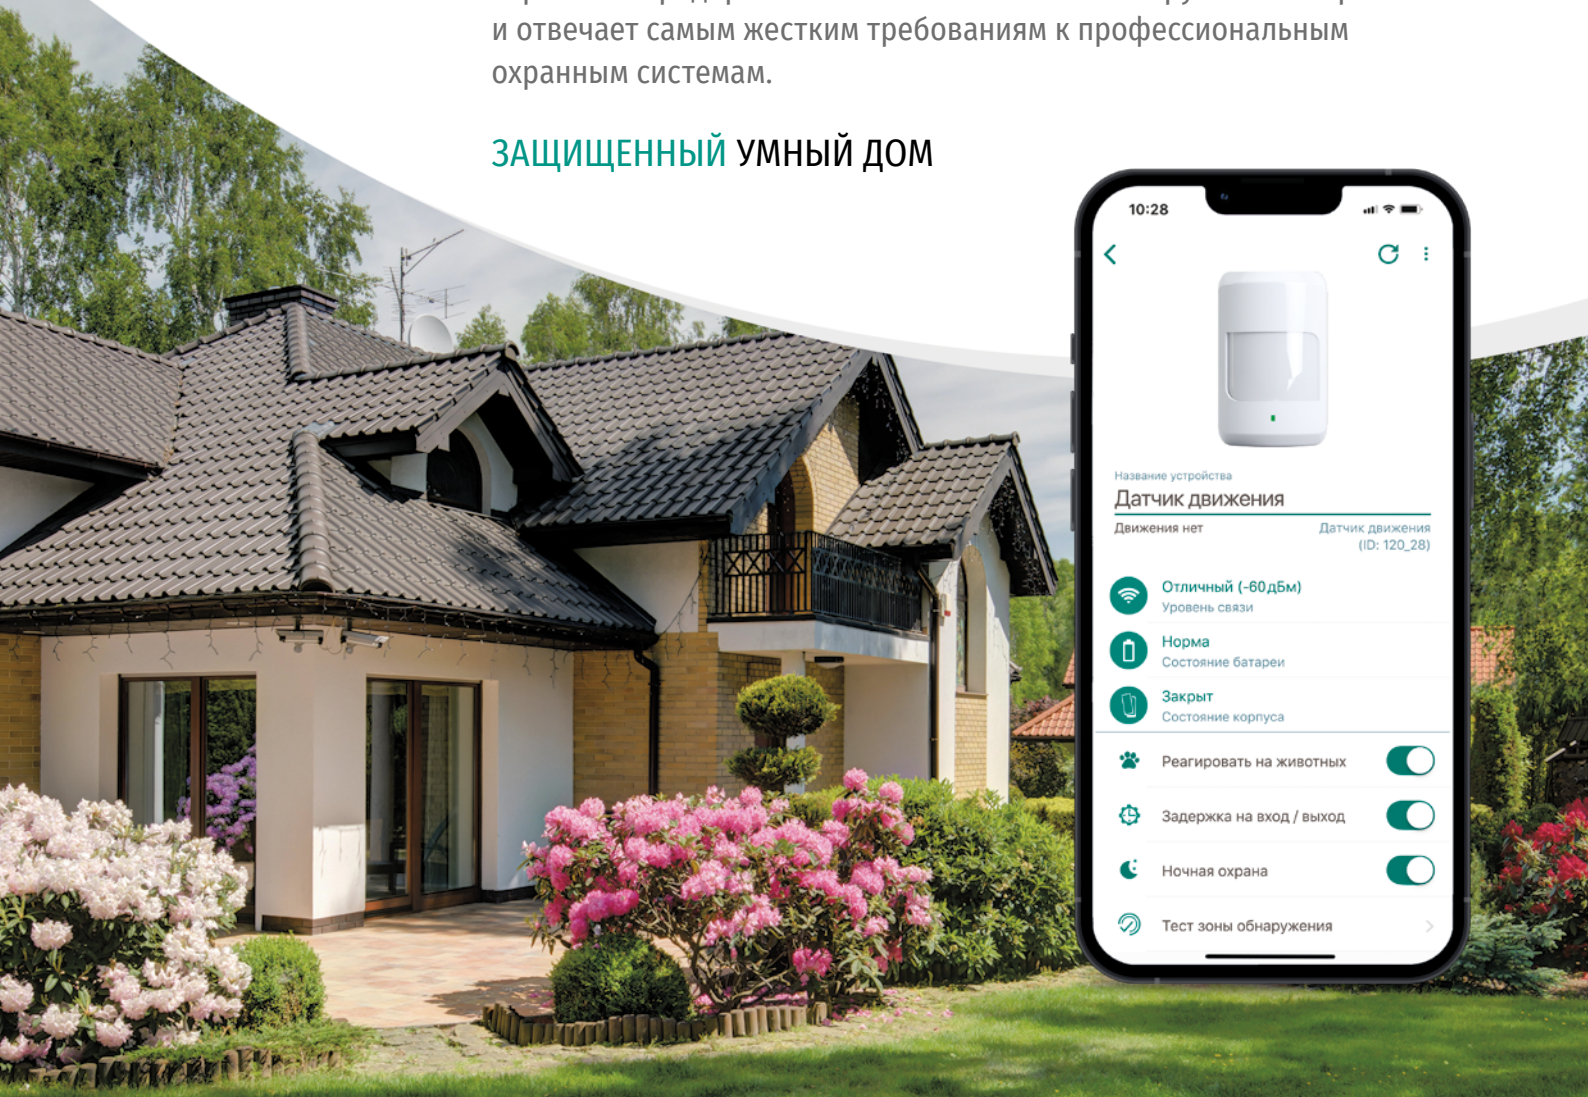 и отвечает самым жестким требованиям к профессиональным
охранным системам.
ЗАЩИЩЕННЫЙ УМНЫЙ ДОМ
10:28
Название устройства
Датчик движения
Движения нет
Датчик движения
(ID: 120_28)
Отличный (-60 дБм)
Уровень связи
Норма
Состояние батареи
Закрыт
Состояние корпуса
Реагировать на животных
Задержка на вход / выход
Ночная охрана
Тест зоны обнаружения